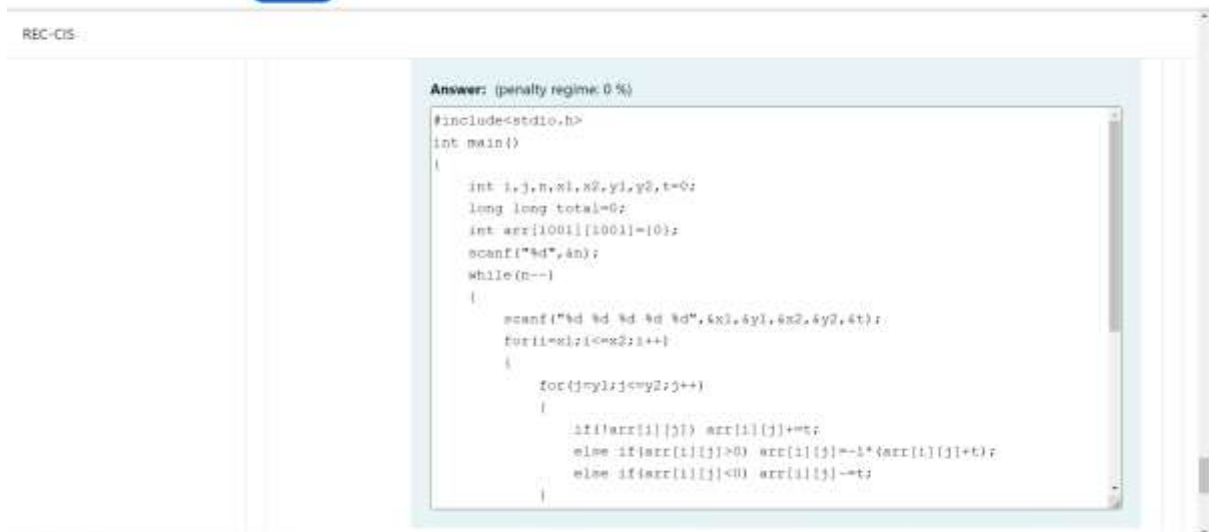 REC-CIS
Answer: (penalty regime: 0 %)
#include<stdio.h>
int main()
{
    int i,j,n,x1,x2,y1,y2,t=0;
    long long total=0;
    int arr[1001][1001]={0};
    scanf("%d",&n);
    while(n--)
    {
        scanf("%d %d %d %d %d",&x1,&y1,&x2,&y2,&t);
        for(i=x1;i<=x2;i++)
        {
            for(j=y1;j<=y2;j++)
            {
                if(!arr[i][j]) arr[i][j]+=t;
                else if(arr[i][j]>0) arr[i][j]=-1*(arr[i][j]+t);
                else if(arr[i][j]<0) arr[i][j]-=t;
            }